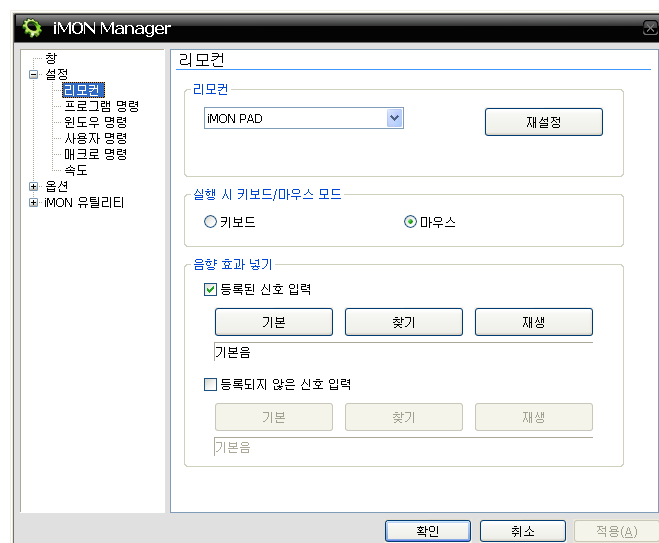 iMON Manager
창
설정
리모컨
프로그램 명령
윈도우 명령
사용자 명령
매크로 명령
속도
옵션
iMON 유틸리티
리모컨
리모컨
iMON PAD
재설정
실행 시 키보드/마우스 모드
키보드
마우스
음향 효과 넣기
등록된 신호 입력
기본 찾기 재생
기본음
등록되지 않은 신호 입력
기본 찾기 재생
기본음
확인 취소 적용(A)